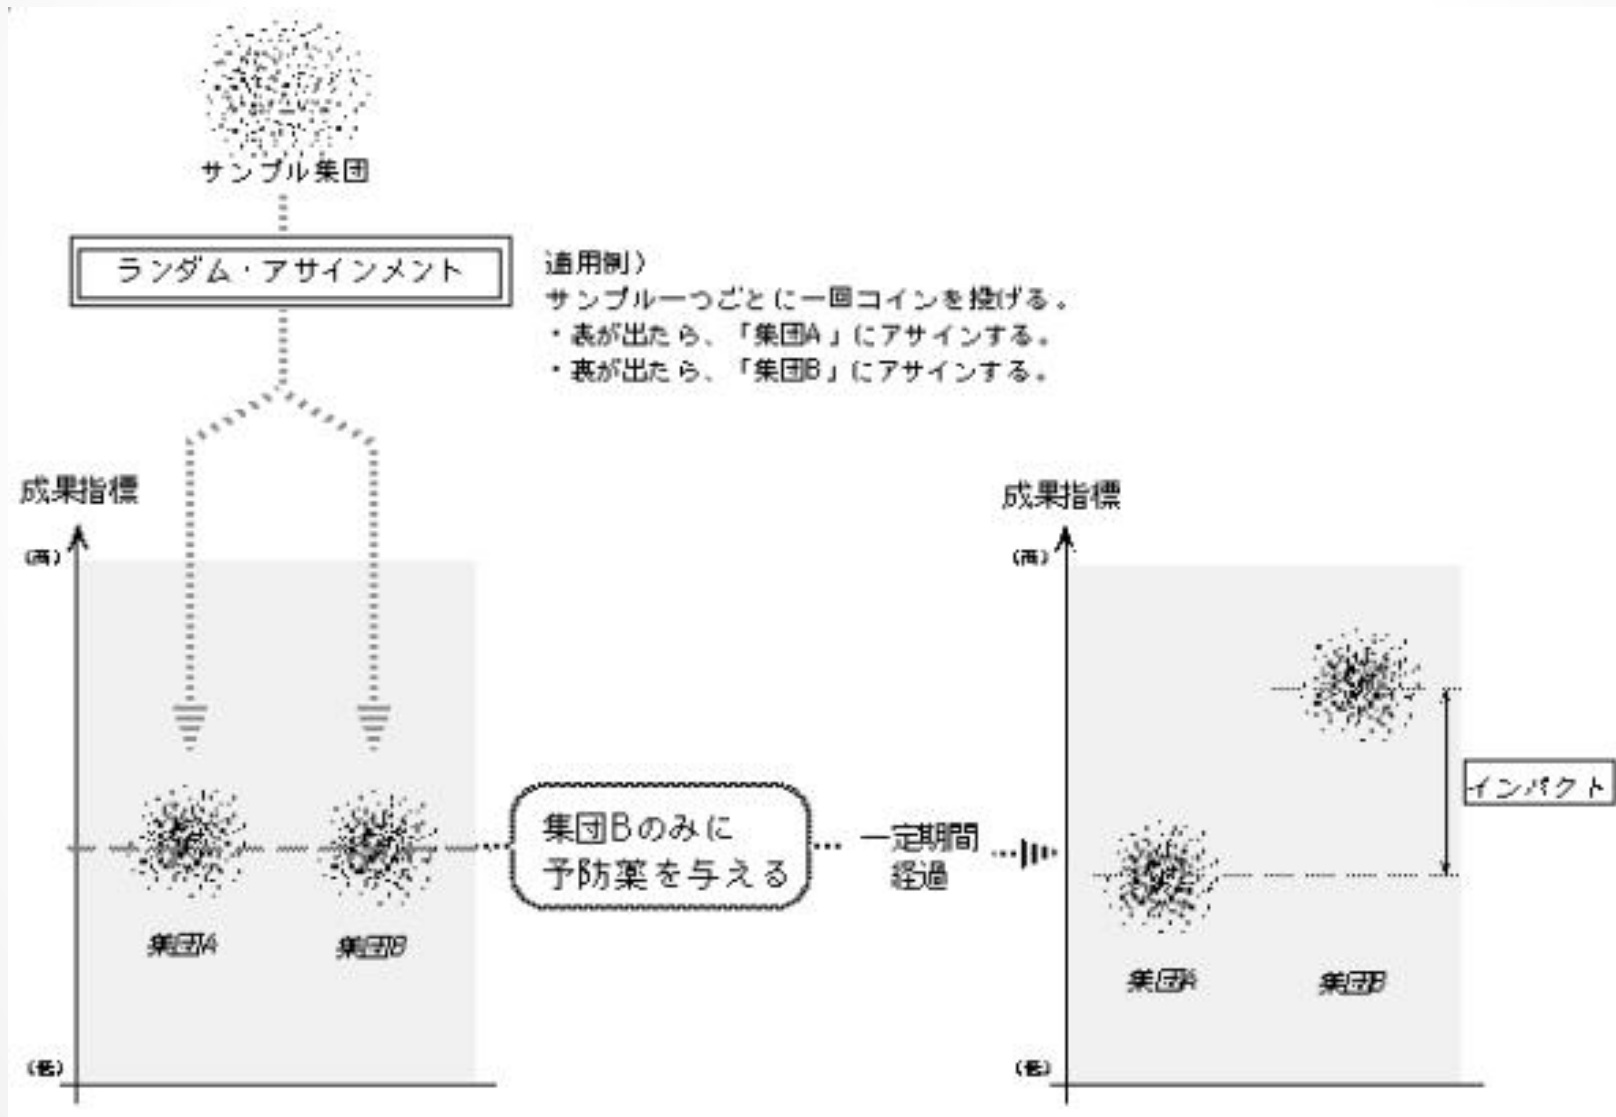 サンプル集団
ランダム・アサインメント
適用例）
サンプル一つごとに一回コインを投げる。
・表が出たら、「集団A」にアサインする。
・裏が出たら、「集団B」にアサインする。
成果指標
（高）
集団A
集団B
（低）
集団Bのみに
予防薬を与える
一定期間
経過
成果指標
（高）
インパクト
集団A
集団B
（低）